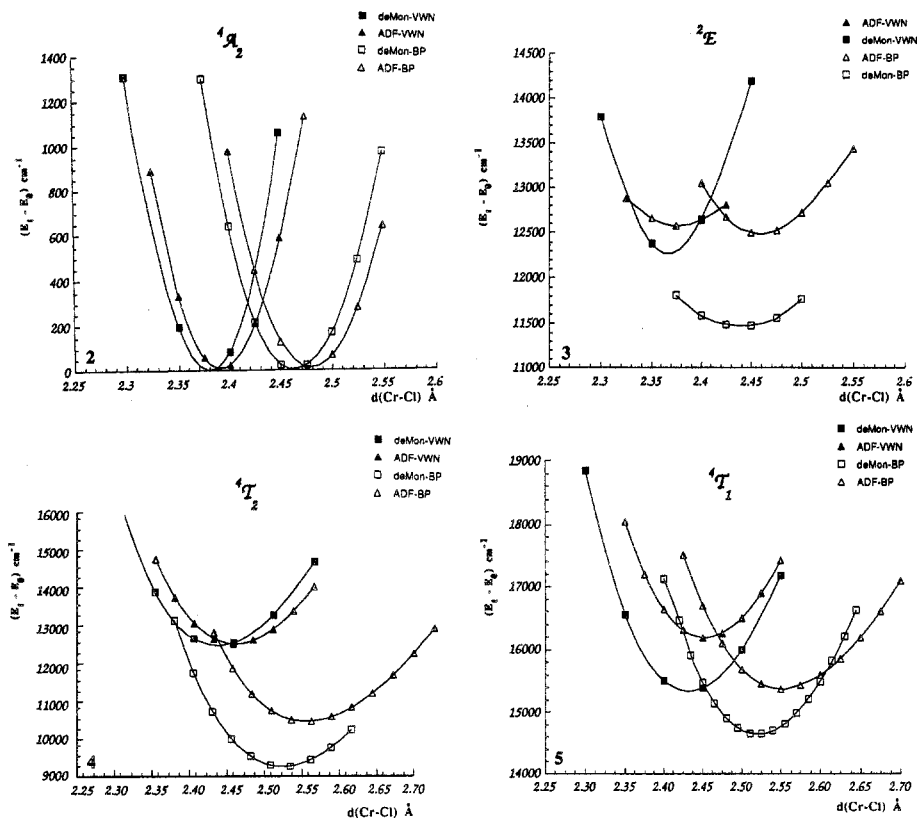 ⁴A₂
■ deMon-VWN
▲ ADF-VWN
□ deMon-BP
△ ADF-BP
(Eᵢ - E₀) cm⁻¹
1400
1200
1000
800
600
400
200
0
2
2.25 2.3 2.35 2.4 2.45 2.5 2.55 2.6
d(Cr-Cl) Å
²E
▲ ADF-VWN
■ deMon-VWN
△ ADF-BP
□ deMon-BP
(Eᵢ - E₀) cm⁻¹
14500
14000
13500
13000
12500
12000
11500
11000
3
2.25 2.3 2.35 2.4 2.45 2.5 2.55 2.6
d(Cr-Cl) Å
⁴T₂
■ deMon-VWN
▲ ADF-VWN
□ deMon-BP
△ ADF-BP
(Eᵢ - E₀) cm⁻¹
16000
15000
14000
13000
12000
11000
10000
9000
4
2.25 2.30 2.35 2.40 2.45 2.50 2.55 2.60 2.65 2.70
d(Cr-Cl) Å
⁴T₁
■ deMon-VWN
▲ ADF-VWN
□ deMon-BP
△ ADF-BP
(Eᵢ - E₀) cm⁻¹
19000
18000
17000
16000
15000
14000
5
2.25 2.30 2.35 2.40 2.45 2.50 2.55 2.60 2.65 2.70
d(Cr-Cl) Å